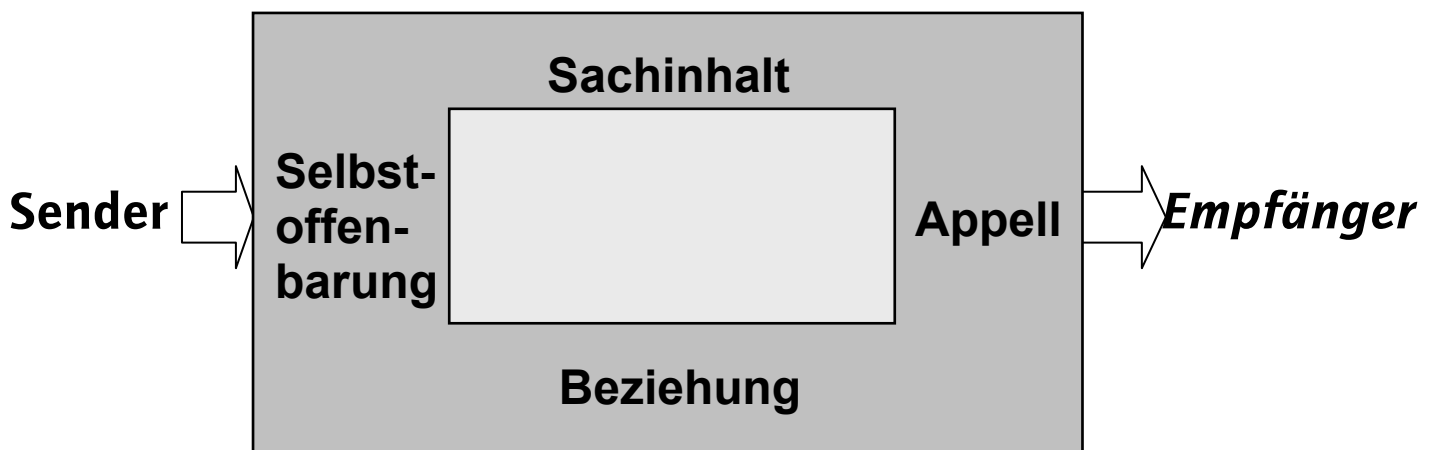 Sachinhalt
Sender
Selbst-
offen-
barung
Appell
Empfänger
Beziehung